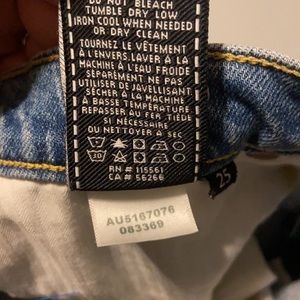 DO NOT BLEACH
TUMBLE DRY LOW
IRON COOL WHEN NEEDED
OR DRY CLEAN
TOURNEZ LE VÊTEMENT
À L'ENVERS. LAVER À LA
MACHINE À L'EAU FROIDE
SÉPARÉMENT. NE PAS
UTILISER DE JAVELLISANT
SÉCHER À LA MACHINE
À BASSE TEMPÉRATURE
REPASSER AU FER TIÈDE
SI NÉCESSAIRE
OU NETTOYER À SEC
30
RN # 115561
CA # 56266
25
AU5167076
083369